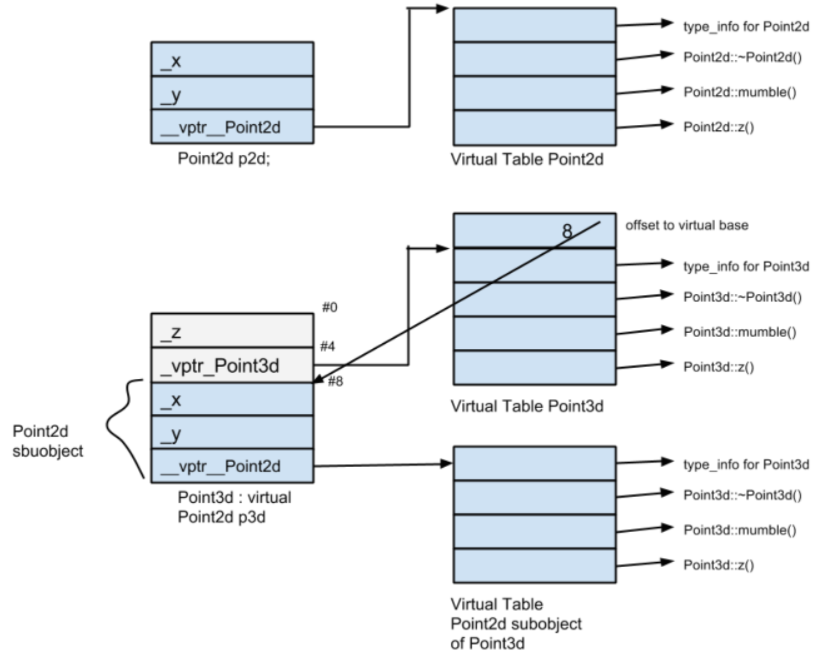 _x
_y
__vptr__Point2d
Point2d p2d;
type_info for Point2d
Point2d::~Point2d()
Point2d::mumble()
Point2d::z()
Virtual Table Point2d
8
offset to virtual base
type_info for Point3d
Point3d::~Point3d()
Point3d::mumble()
Point3d::z()
Virtual Table Point3d
#0
_z
#4
_vptr_Point3d
#8
_x
_y
__vptr__Point2d
Point2d
sbuobject
Point3d : virtual
Point2d p3d
type_info for Point3d
Point3d::~Point3d()
Point3d::mumble()
Point3d::z()
Virtual Table
Point2d subobject
of Point3d